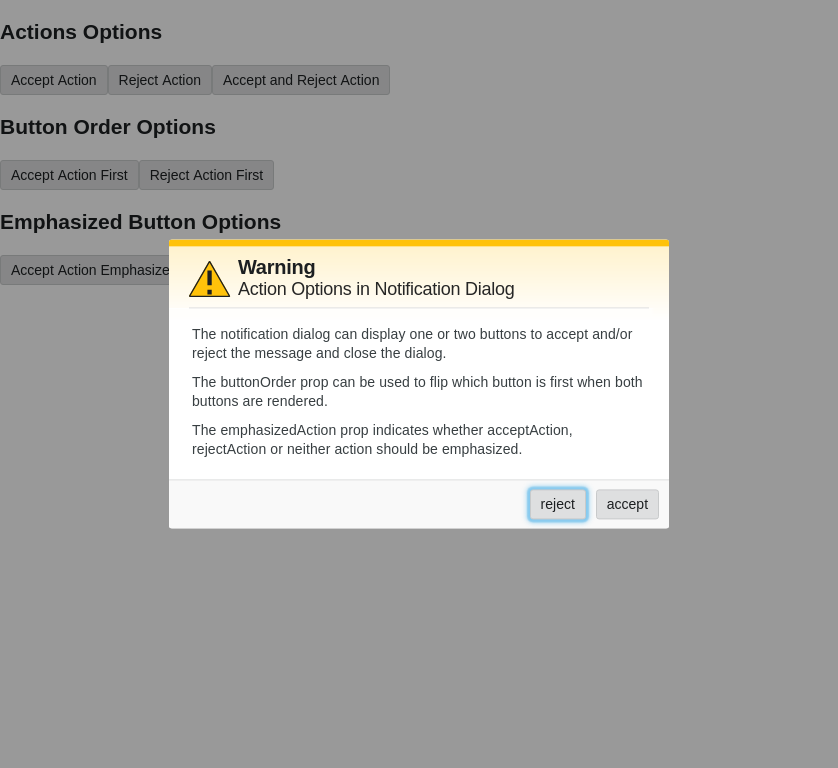 Actions Options
Accept Action Reject Action Accept and Reject Action
Button Order Options
Accept Action First Reject Action First
Emphasized Button Options
Accept Action
Warning
Action Options in Notification Dialog
The notification dialog can display one or two buttons to accept and/or
reject the message and close the dialog.
The buttonOrder prop can be used to flip which button is first when both
buttons are rendered.
The emphasizedAction prop indicates whether acceptAction,
rejectAction or neither action should be emphasized.
reject accept